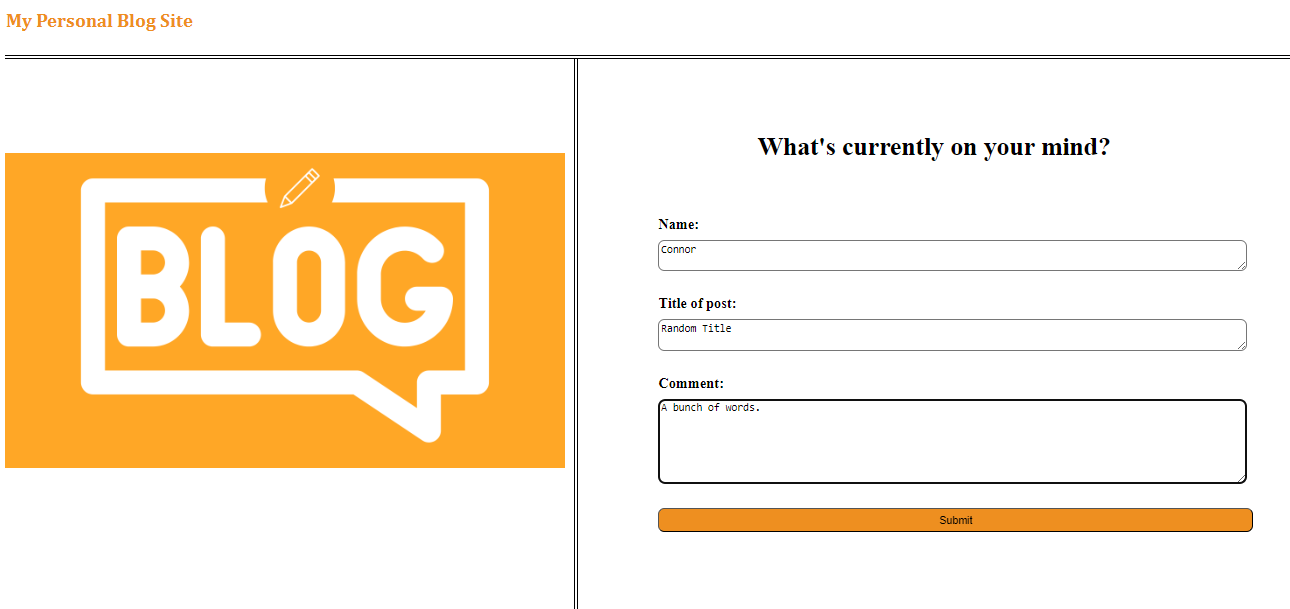 My Personal Blog Site
BLOG
What's currently on your mind?
Name:
Connor
Title of post:
Random Title
Comment:
A bunch of words.
Submit